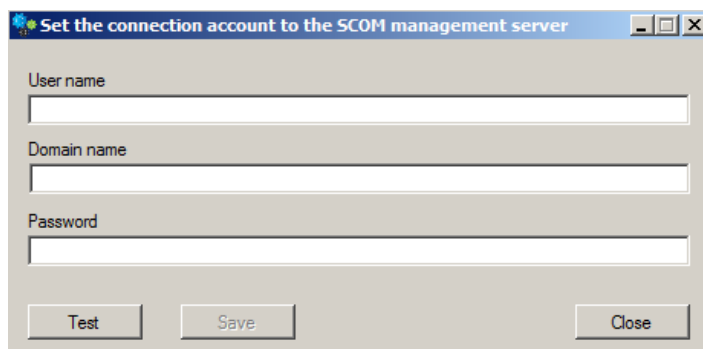 Set the connection account to the SCOM management server
User name
Domain name
Password
Test Save Close